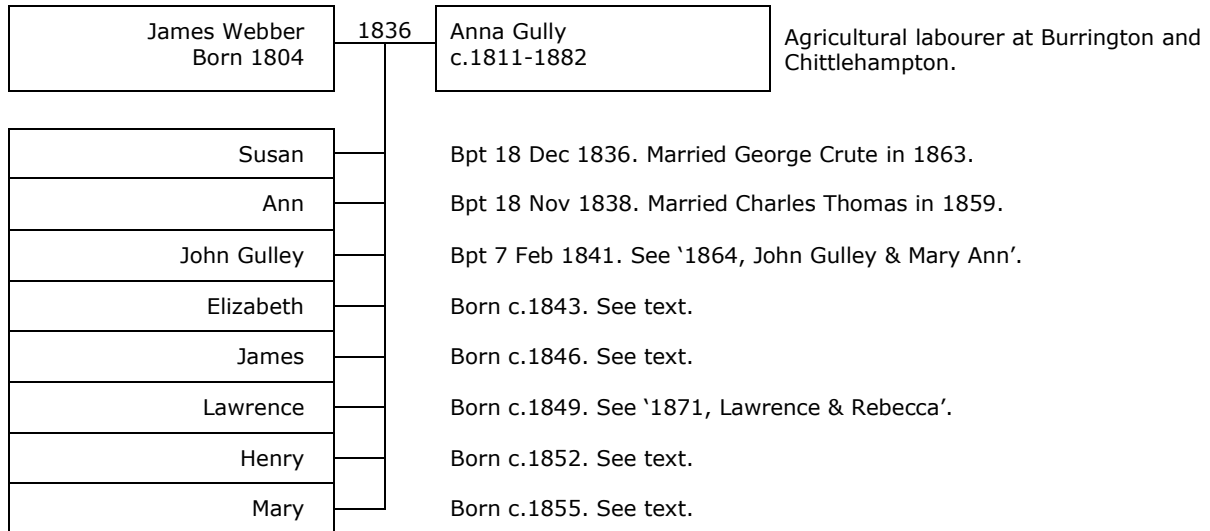 James Webber
Born 1804
1836
Anna Gully
c.1811-1882
Agricultural labourer at Burrington and
Chittlehampton.
Susan
Bpt 18 Dec 1836. Married George Crute in 1863.
Ann
Bpt 18 Nov 1838. Married Charles Thomas in 1859.
John Gulley
Bpt 7 Feb 1841. See ‘1864, John Gulley & Mary Ann’.
Elizabeth
Born c.1843. See text.
James
Born c.1846. See text.
Lawrence
Born c.1849. See ‘1871, Lawrence & Rebecca’.
Henry
Born c.1852. See text.
Mary
Born c.1855. See text.